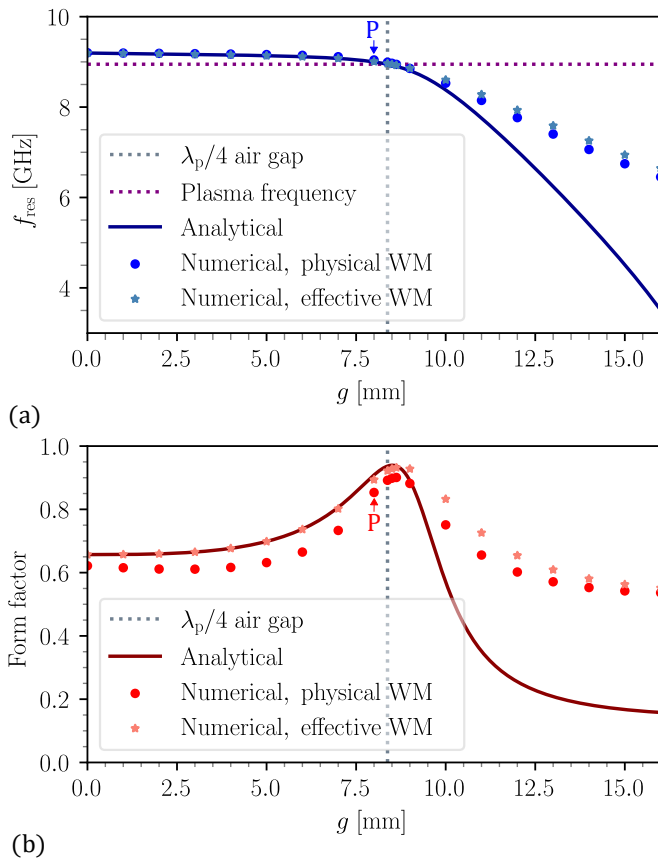 10
8
6
4
f_res [GHz]
P
λ_p/4 air gap
Plasma frequency
Analytical
Numerical, physical WM
Numerical, effective WM
0.0 2.5 5.0 7.5 10.0 12.5 15.0
g [mm]
(a)
1.0
0.8
0.6
0.4
0.2
0.0
Form factor
P
λ_p/4 air gap
Analytical
Numerical, physical WM
Numerical, effective WM
0.0 2.5 5.0 7.5 10.0 12.5 15.0
g [mm]
(b)